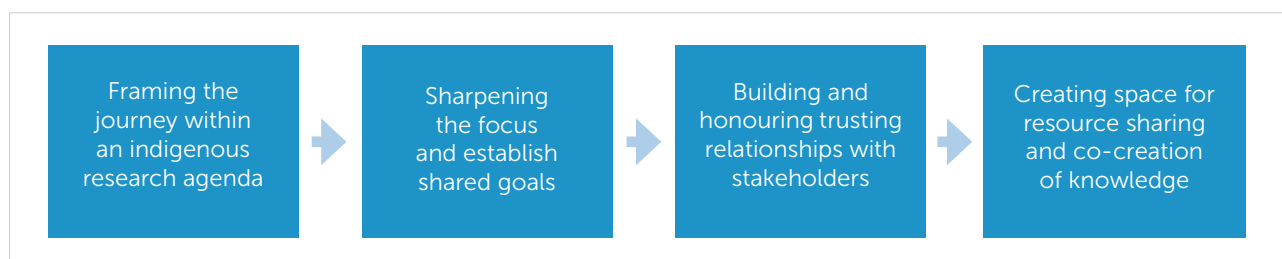 Framing the
journey within
an indigenous
research agenda
Sharpening
the focus
and establish
shared goals
Building and
honouring trusting
relationships with
stakeholders
Creating space for
resource sharing
and co-creation
of knowledge